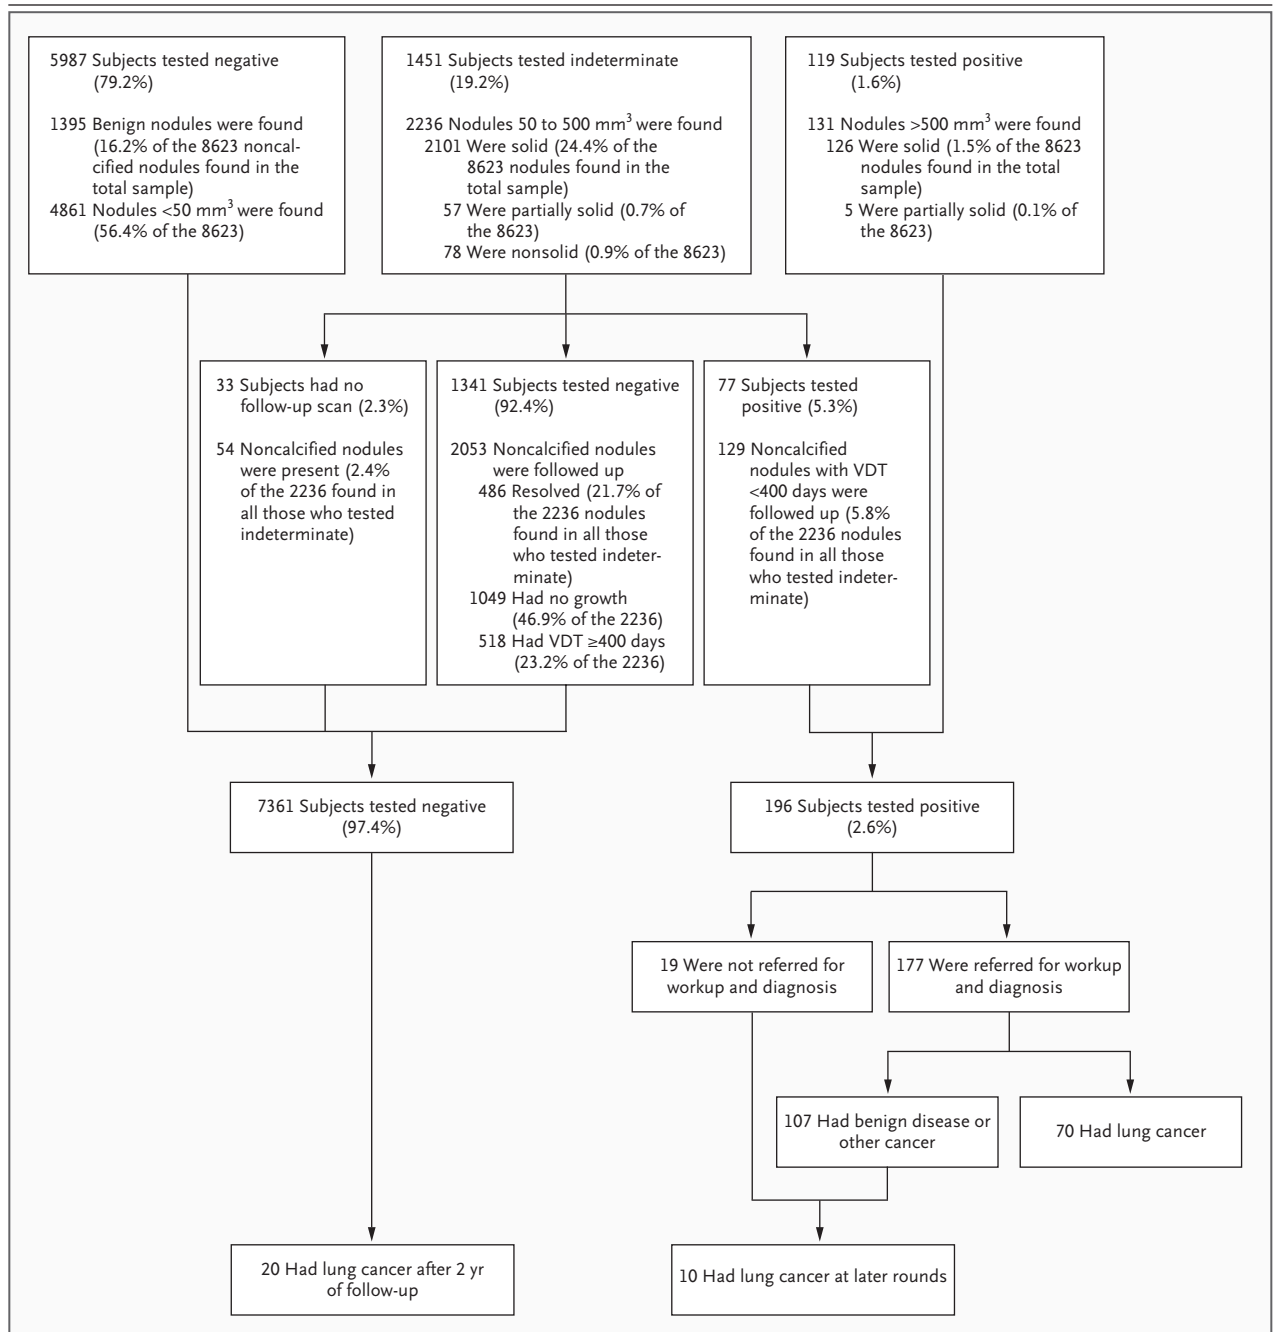 5987 Subjects tested negative
(79.2%)
1395 Benign nodules were found
(16.2% of the 8623 noncal-
cified nodules found in the
total sample)
4861 Nodules <50 mm³ were found
(56.4% of the 8623)
1451 Subjects tested indeterminate
(19.2%)
2236 Nodules 50 to 500 mm³ were found
2101 Were solid (24.4% of the
8623 nodules found in the
total sample)
57 Were partially solid (0.7% of
the 8623)
78 Were nonsolid (0.9% of the 8623)
119 Subjects tested positive
(1.6%)
131 Nodules >500 mm³ were found
126 Were solid (1.5% of the 8623
nodules found in the total
sample)
5 Were partially solid (0.1% of
the 8623)
33 Subjects had no
follow-up scan (2.3%)
54 Noncalcified nodules
were present (2.4%
of the 2236 found in
all those who tested
indeterminate)
1341 Subjects tested negative
(92.4%)
2053 Noncalcified nodules
were followed up
486 Resolved (21.7% of
the 2236 nodules
found in all those
who tested indeter-
minate)
1049 Had no growth
(46.9% of the 2236)
518 Had VDT ≥400 days
(23.2% of the 2236)
77 Subjects tested
positive (5.3%)
129 Noncalcified
nodules with VDT
<400 days were
followed up (5.8%
of the 2236 nodules
found in all those
who tested indeter-
minate)
7361 Subjects tested negative
(97.4%)
196 Subjects tested positive
(2.6%)
19 Were not referred for
workup and diagnosis
177 Were referred for workup
and diagnosis
107 Had benign disease or
other cancer
70 Had lung cancer
20 Had lung cancer after 2 yr
of follow-up
10 Had lung cancer at later rounds